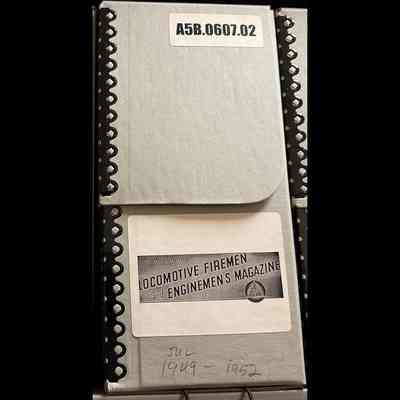 A5B.0607.02
LOCOMOTIVE FIREMEN
ENGINEMEN'S MAGAZINE
JUL
1949 - 1952